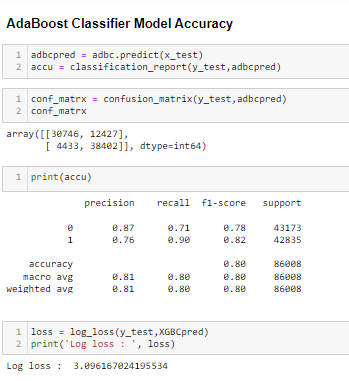 AdaBoost Classifier Model Accuracy
1 adbcpred = adbc.predict(x_test)
2 accu = classification_report(y_test,adbcpred)
1 conf_matrx = confusion_matrix(y_test,adbcpred)
2 conf_matrx
array([[30746, 12427],
[ 4433, 38402]], dtype=int64)
1 print(accu)
precision recall f1-score support
0 0.87 0.71 0.78 43173
1 0.76 0.90 0.82 42835
accuracy 0.80 86008
macro avg 0.81 0.80 0.80 86008
weighted avg 0.81 0.80 0.80 86008
1 loss = log_loss(y_test,XGBCpred)
2 print('Log loss : ', loss)
Log loss :  3.096167024195534